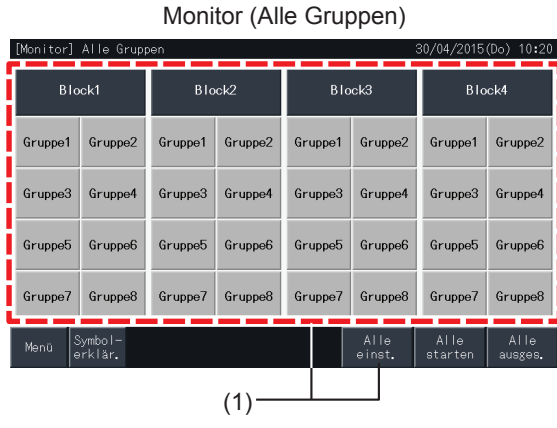 Monitor (Alle Gruppen)
[Monitor] Alle Gruppen 30/04/2015(Do) 10:20
Block1 Block2 Block3 Block4
Gruppe1 Gruppe2 Gruppe1 Gruppe2 Gruppe1 Gruppe2 Gruppe1 Gruppe2
Gruppe3 Gruppe4 Gruppe3 Gruppe4 Gruppe3 Gruppe4 Gruppe3 Gruppe4
Gruppe5 Gruppe6 Gruppe5 Gruppe6 Gruppe5 Gruppe6 Gruppe5 Gruppe6
Gruppe7 Gruppe8 Gruppe7 Gruppe8 Gruppe7 Gruppe8 Gruppe7 Gruppe8
Menü Symbol- Alle Alle Alle
erklär. einst. starten ausges.
(1)